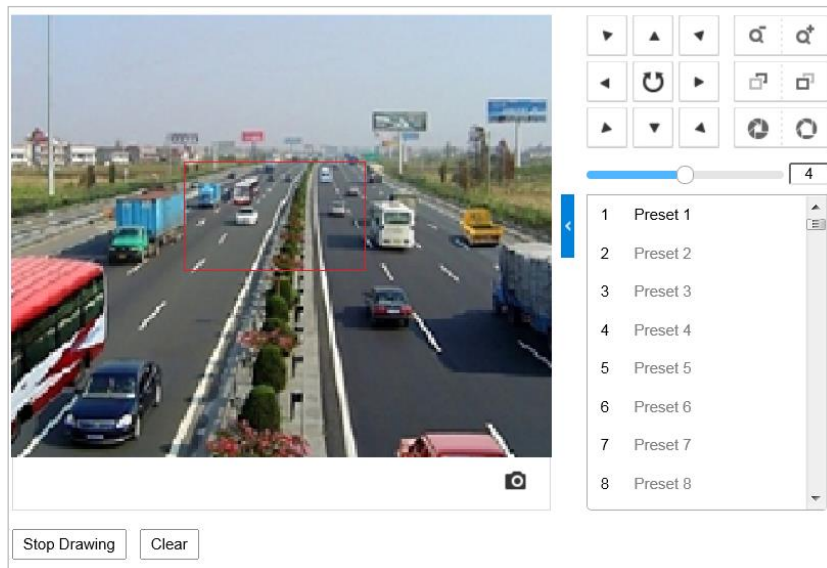 4
1 Preset 1
2 Preset 2
3 Preset 3
4 Preset 4
5 Preset 5
6 Preset 6
7 Preset 7
8 Preset 8
Stop Drawing Clear